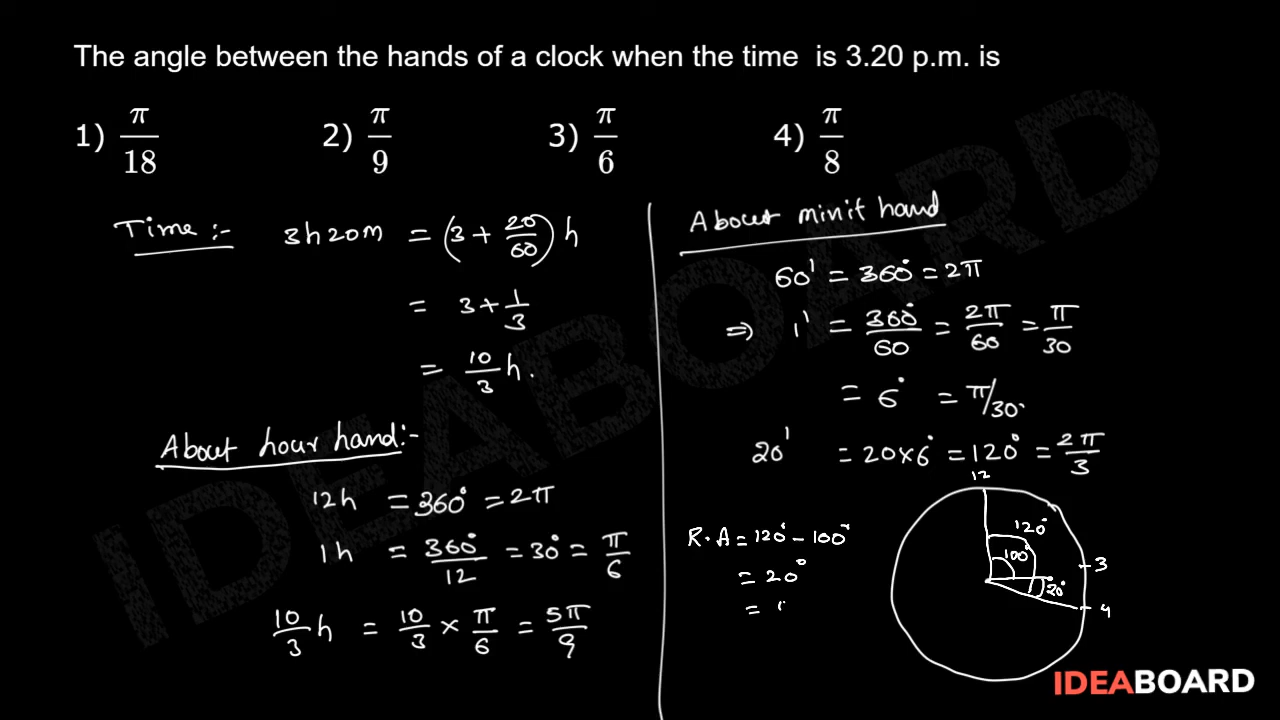 The angle between the hands of a clock when the time is 3.20 p.m. is
1) π/18 2) π/9 3) π/6 4) π/8
Time :- 3h20m = (3 + 20/60) h
= 3 + 1/3
= 10/3 h.
About hour hand:-
12h = 360° = 2π
1h = 360°/12 = 30° = π/6
10/3 h = 10/3 × π/6 = 5π/9
About minit hand
60' = 360° = 2π
⇒ 1' = 360°/60 = 2π/60 = π/30
= 6° = π/30
20' = 20×6° = 120° = 2π/3
R.A = 120° - 100°
= 20°
=
12
120°
100°
3
20°
4
IDEABOARD
IDEABOARD